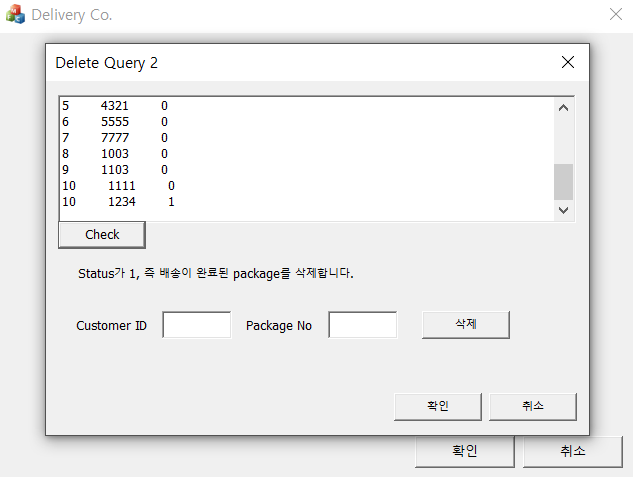 Delivery Co.
Delete Query 2
5 4321 0
6 5555 0
7 7777 0
8 1003 0
9 1103 0
10 1111 0
10 1234 1
Check
Status가 1, 즉 배송이 완료된 package를 삭제합니다.
Customer ID Package No 삭제
확인 취소
확인 취소